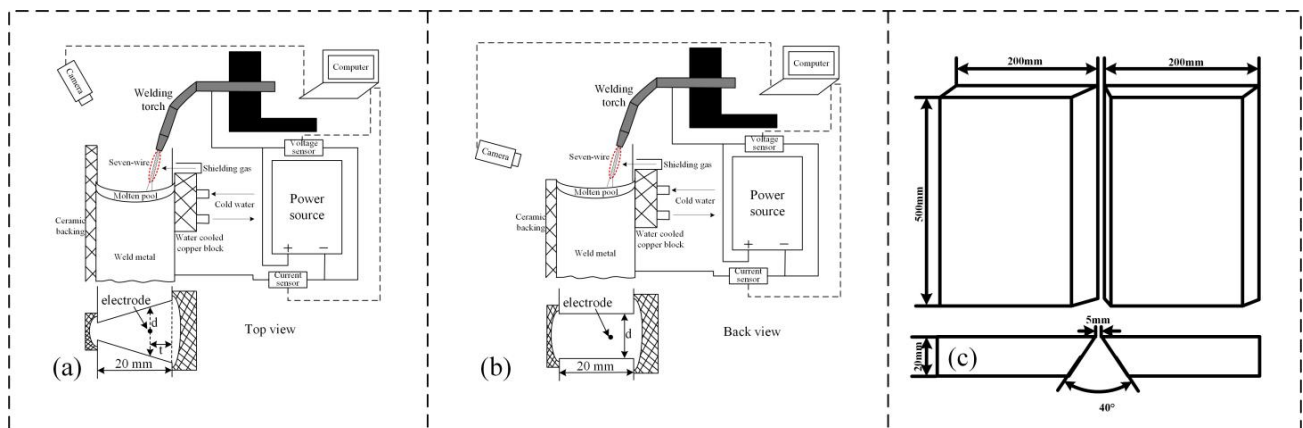 Camera
Computer
Welding
torch
Voltage
sensor
Seven-wire
Shielding gas
Molten pool
Cold water
Power
source
Ceramic
backing
Water cooled
copper block
+ −
Weld metal
Current
sensor
electrode
d
t
Top view
(a)
20 mm
Camera
Computer
Welding
torch
Voltage
sensor
Seven-wire
Shielding gas
Molten pool
Cold water
Power
source
Ceramic
backing
Water cooled
copper block
+ −
Weld metal
Current
sensor
electrode
d
Back view
(b)
20 mm
200mm
200mm
500mm
5mm
20mm
(c)
40°